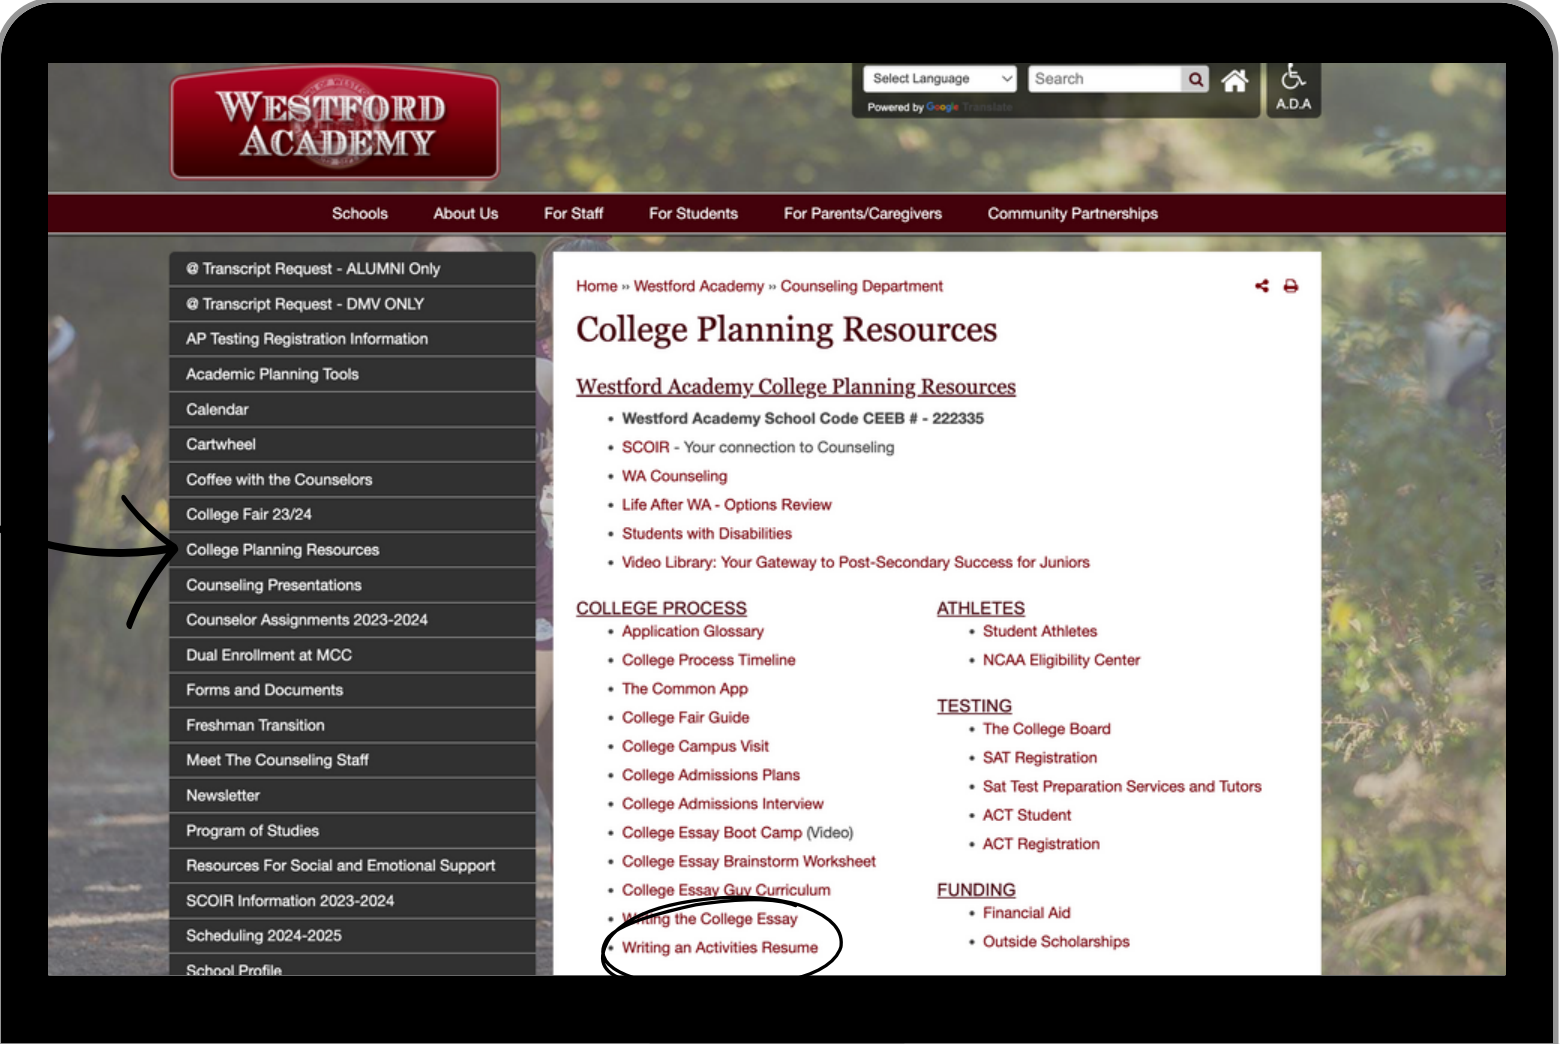 WESTFORD
ACADEMY
Select Language
Search
Powered by Google Translate
A.D.A
Schools
About Us
For Staff
For Students
For Parents/Caregivers
Community Partnerships
@ Transcript Request - ALUMNI Only
@ Transcript Request - DMV ONLY
AP Testing Registration Information
Academic Planning Tools
Calendar
Cartwheel
Coffee with the Counselors
College Fair 23/24
College Planning Resources
Counseling Presentations
Counselor Assignments 2023-2024
Dual Enrollment at MCC
Forms and Documents
Freshman Transition
Meet The Counseling Staff
Newsletter
Program of Studies
Resources For Social and Emotional Support
SCOIR Information 2023-2024
Scheduling 2024-2025
School Profile
Home » Westford Academy » Counseling Department
College Planning Resources
Westford Academy College Planning Resources
• Westford Academy School Code CEEB # - 222335
• SCOIR - Your connection to Counseling
• WA Counseling
• Life After WA - Options Review
• Students with Disabilities
• Video Library: Your Gateway to Post-Secondary Success for Juniors
COLLEGE PROCESS
• Application Glossary
• College Process Timeline
• The Common App
• College Fair Guide
• College Campus Visit
• College Admissions Plans
• College Admissions Interview
• College Essay Boot Camp (Video)
• College Essay Brainstorm Worksheet
• College Essay Guy Curriculum
• Writing the College Essay
• Writing an Activities Resume
ATHLETES
• Student Athletes
• NCAA Eligibility Center
TESTING
• The College Board
• SAT Registration
• Sat Test Preparation Services and Tutors
• ACT Student
• ACT Registration
FUNDING
• Financial Aid
• Outside Scholarships